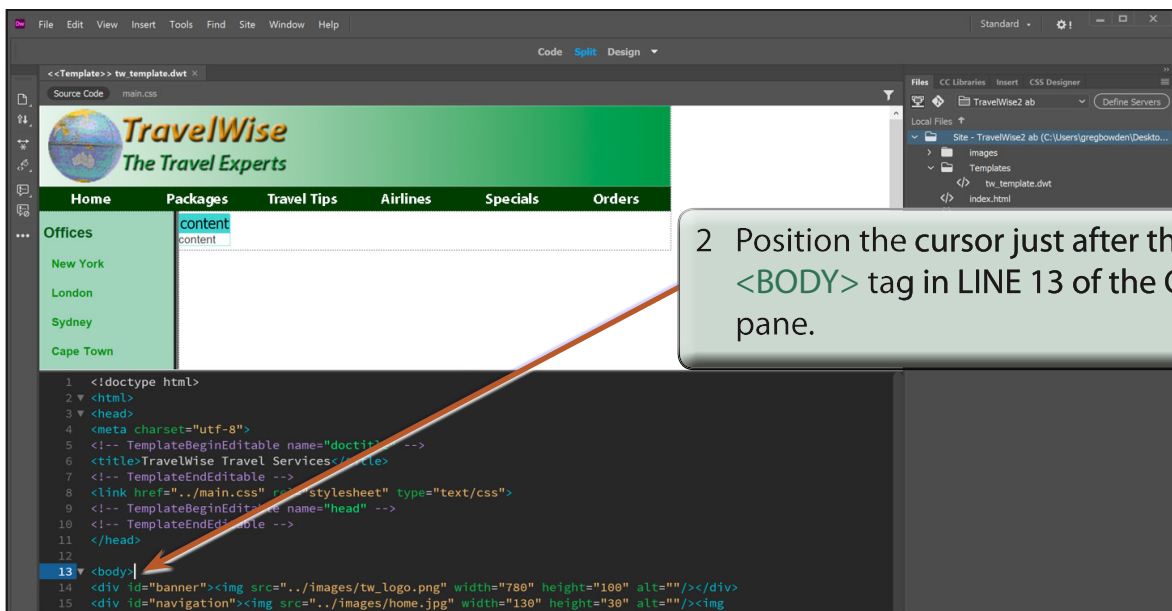 Dw File Edit View Insert Tools Find Site Window Help Standard
Code Split Design
<<Template>> tw_template.dwt ×
Source Code main.css
Files CC Libraries Insert CSS Designer
TravelWise2 ab Define Servers
Local Files
Site - TravelWise2 ab (C:\Users\gregbowden\Deskto...
images
Templates
tw_template.dwt
index.html
TravelWise
The Travel Experts
Home Packages Travel Tips Airlines Specials Orders
Offices
New York
London
Sydney
Cape Town
content
content
2 Position the cursor just after th
<BODY> tag in LINE 13 of the
pane.
1 <!doctype html>
2 <html>
3 <head>
4 <meta charset="utf-8">
5 <!-- TemplateBeginEditable name="doctitle" -->
6 <title>TravelWise Travel Services</title>
7 <!-- TemplateEndEditable -->
8 <link href="../main.css" rel="stylesheet" type="text/css">
9 <!-- TemplateBeginEditable name="head" -->
10 <!-- TemplateEndEditable -->
11 </head>
12
13 <body>
14 <div id="banner"><img src="../images/tw_logo.png" width="780" height="100" alt=""/></div>
15 <div id="navigation"><img src="../images/home.jpg" width="130" height="30" alt=""/><img